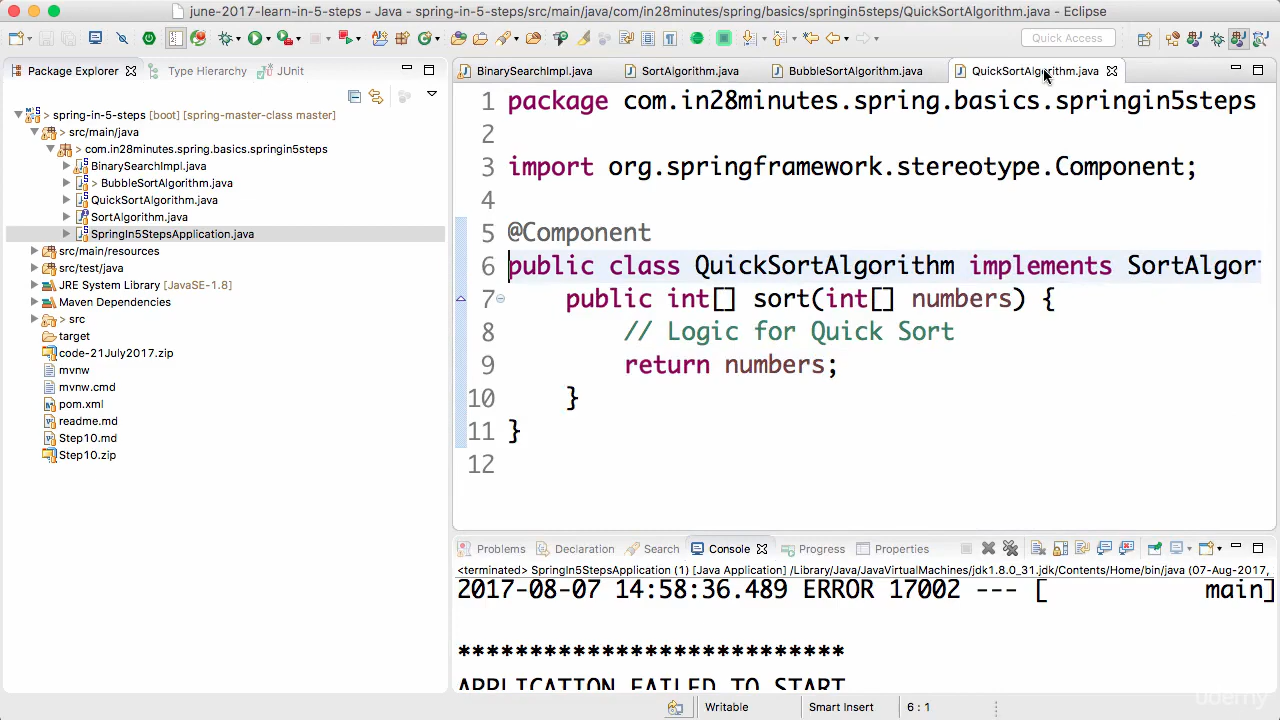 june-2017-learn-in-5-steps - Java - spring-in-5-steps/src/main/java/com/in28minutes/spring/basics/springin5steps/QuickSortAlgorithm.java - Eclipse
Quick Access
Package Explorer
Type Hierarchy
JUnit
BinarySearchImpl.java
SortAlgorithm.java
BubbleSortAlgorithm.java
QuickSortAlgorithm.java
> spring-in-5-steps [boot] [spring-master-class master]
> src/main/java
> com.in28minutes.spring.basics.springin5steps
BinarySearchImpl.java
> BubbleSortAlgorithm.java
QuickSortAlgorithm.java
SortAlgorithm.java
SpringIn5StepsApplication.java
src/main/resources
src/test/java
JRE System Library [JavaSE-1.8]
Maven Dependencies
> src
target
code-21July2017.zip
mvnw
mvnw.cmd
pom.xml
readme.md
Step10.md
Step10.zip
1 package com.in28minutes.spring.basics.springin5steps
2
3 import org.springframework.stereotype.Component;
4
5 @Component
6 public class QuickSortAlgorithm implements SortAlgor
7 public int[] sort(int[] numbers) {
8 // Logic for Quick Sort
9 return numbers;
10 }
11 }
12
Problems
Declaration
Search
Console
Progress
Properties
<terminated> SpringIn5StepsApplication (1) [Java Application] /Library/Java/JavaVirtualMachines/jdk1.8.0_31.jdk/Contents/Home/bin/java (07-Aug-2017,
2017-08-07 14:58:36.489 ERROR 17002 --- [ main]
***************************
APPLICATION FAILED TO START
Writable
Smart Insert
6 : 1
udemy